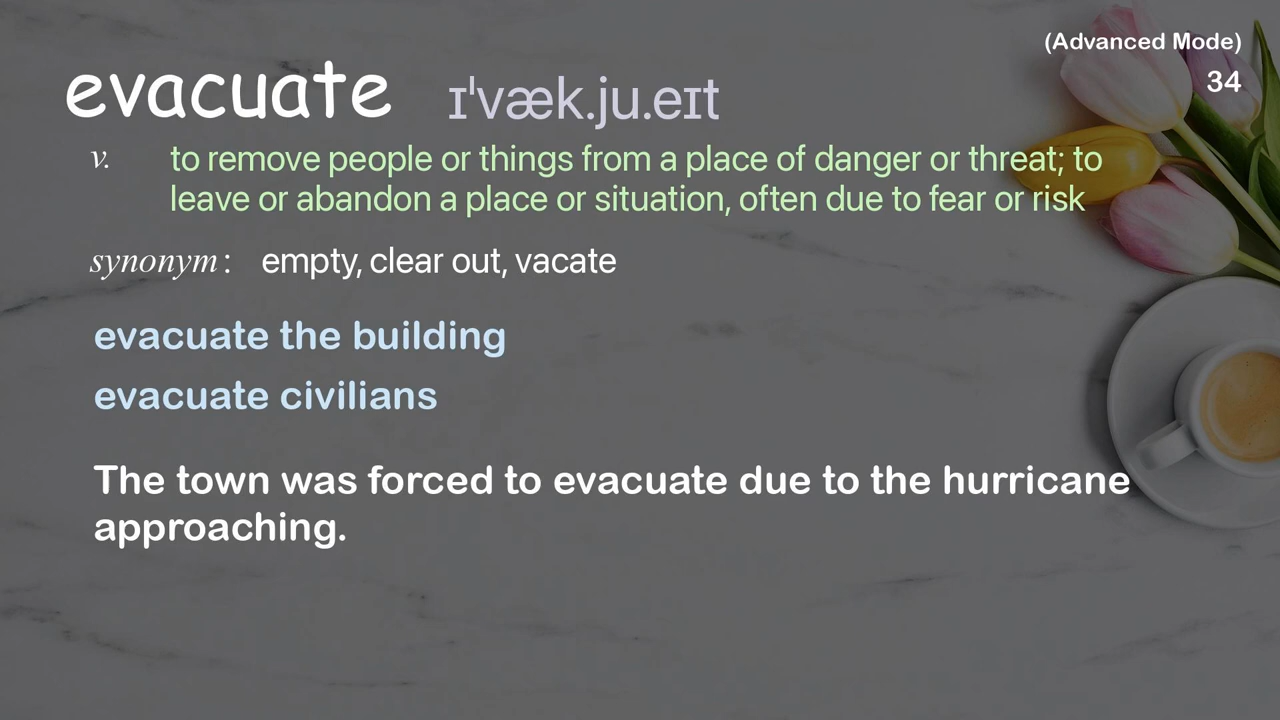 (Advanced Mode)
34
evacuate ɪˈvæk.ju.eɪt
v. to remove people or things from a place of danger or threat; to
leave or abandon a place or situation, often due to fear or risk
synonym: empty, clear out, vacate
evacuate the building
evacuate civilians
The town was forced to evacuate due to the hurricane
approaching.